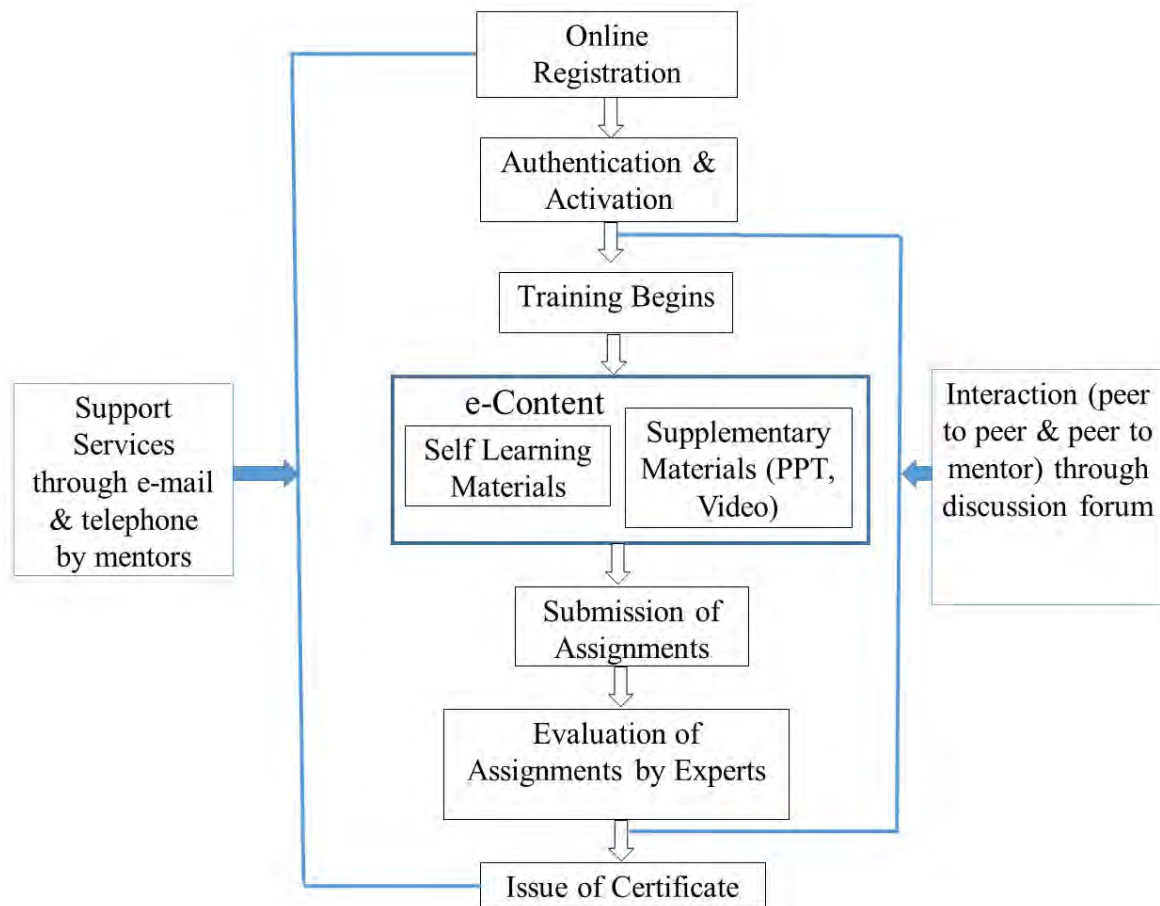 Online
Registration
Authentication &
Activation
Training Begins
e-Content
Self Learning
Materials
Supplementary
Materials (PPT,
Video)
Support
Services
through e-mail
& telephone
by mentors
Interaction (peer
to peer & peer to
mentor) through
discussion forum
Submission of
Assignments
Evaluation of
Assignments by Experts
Issue of Certificate